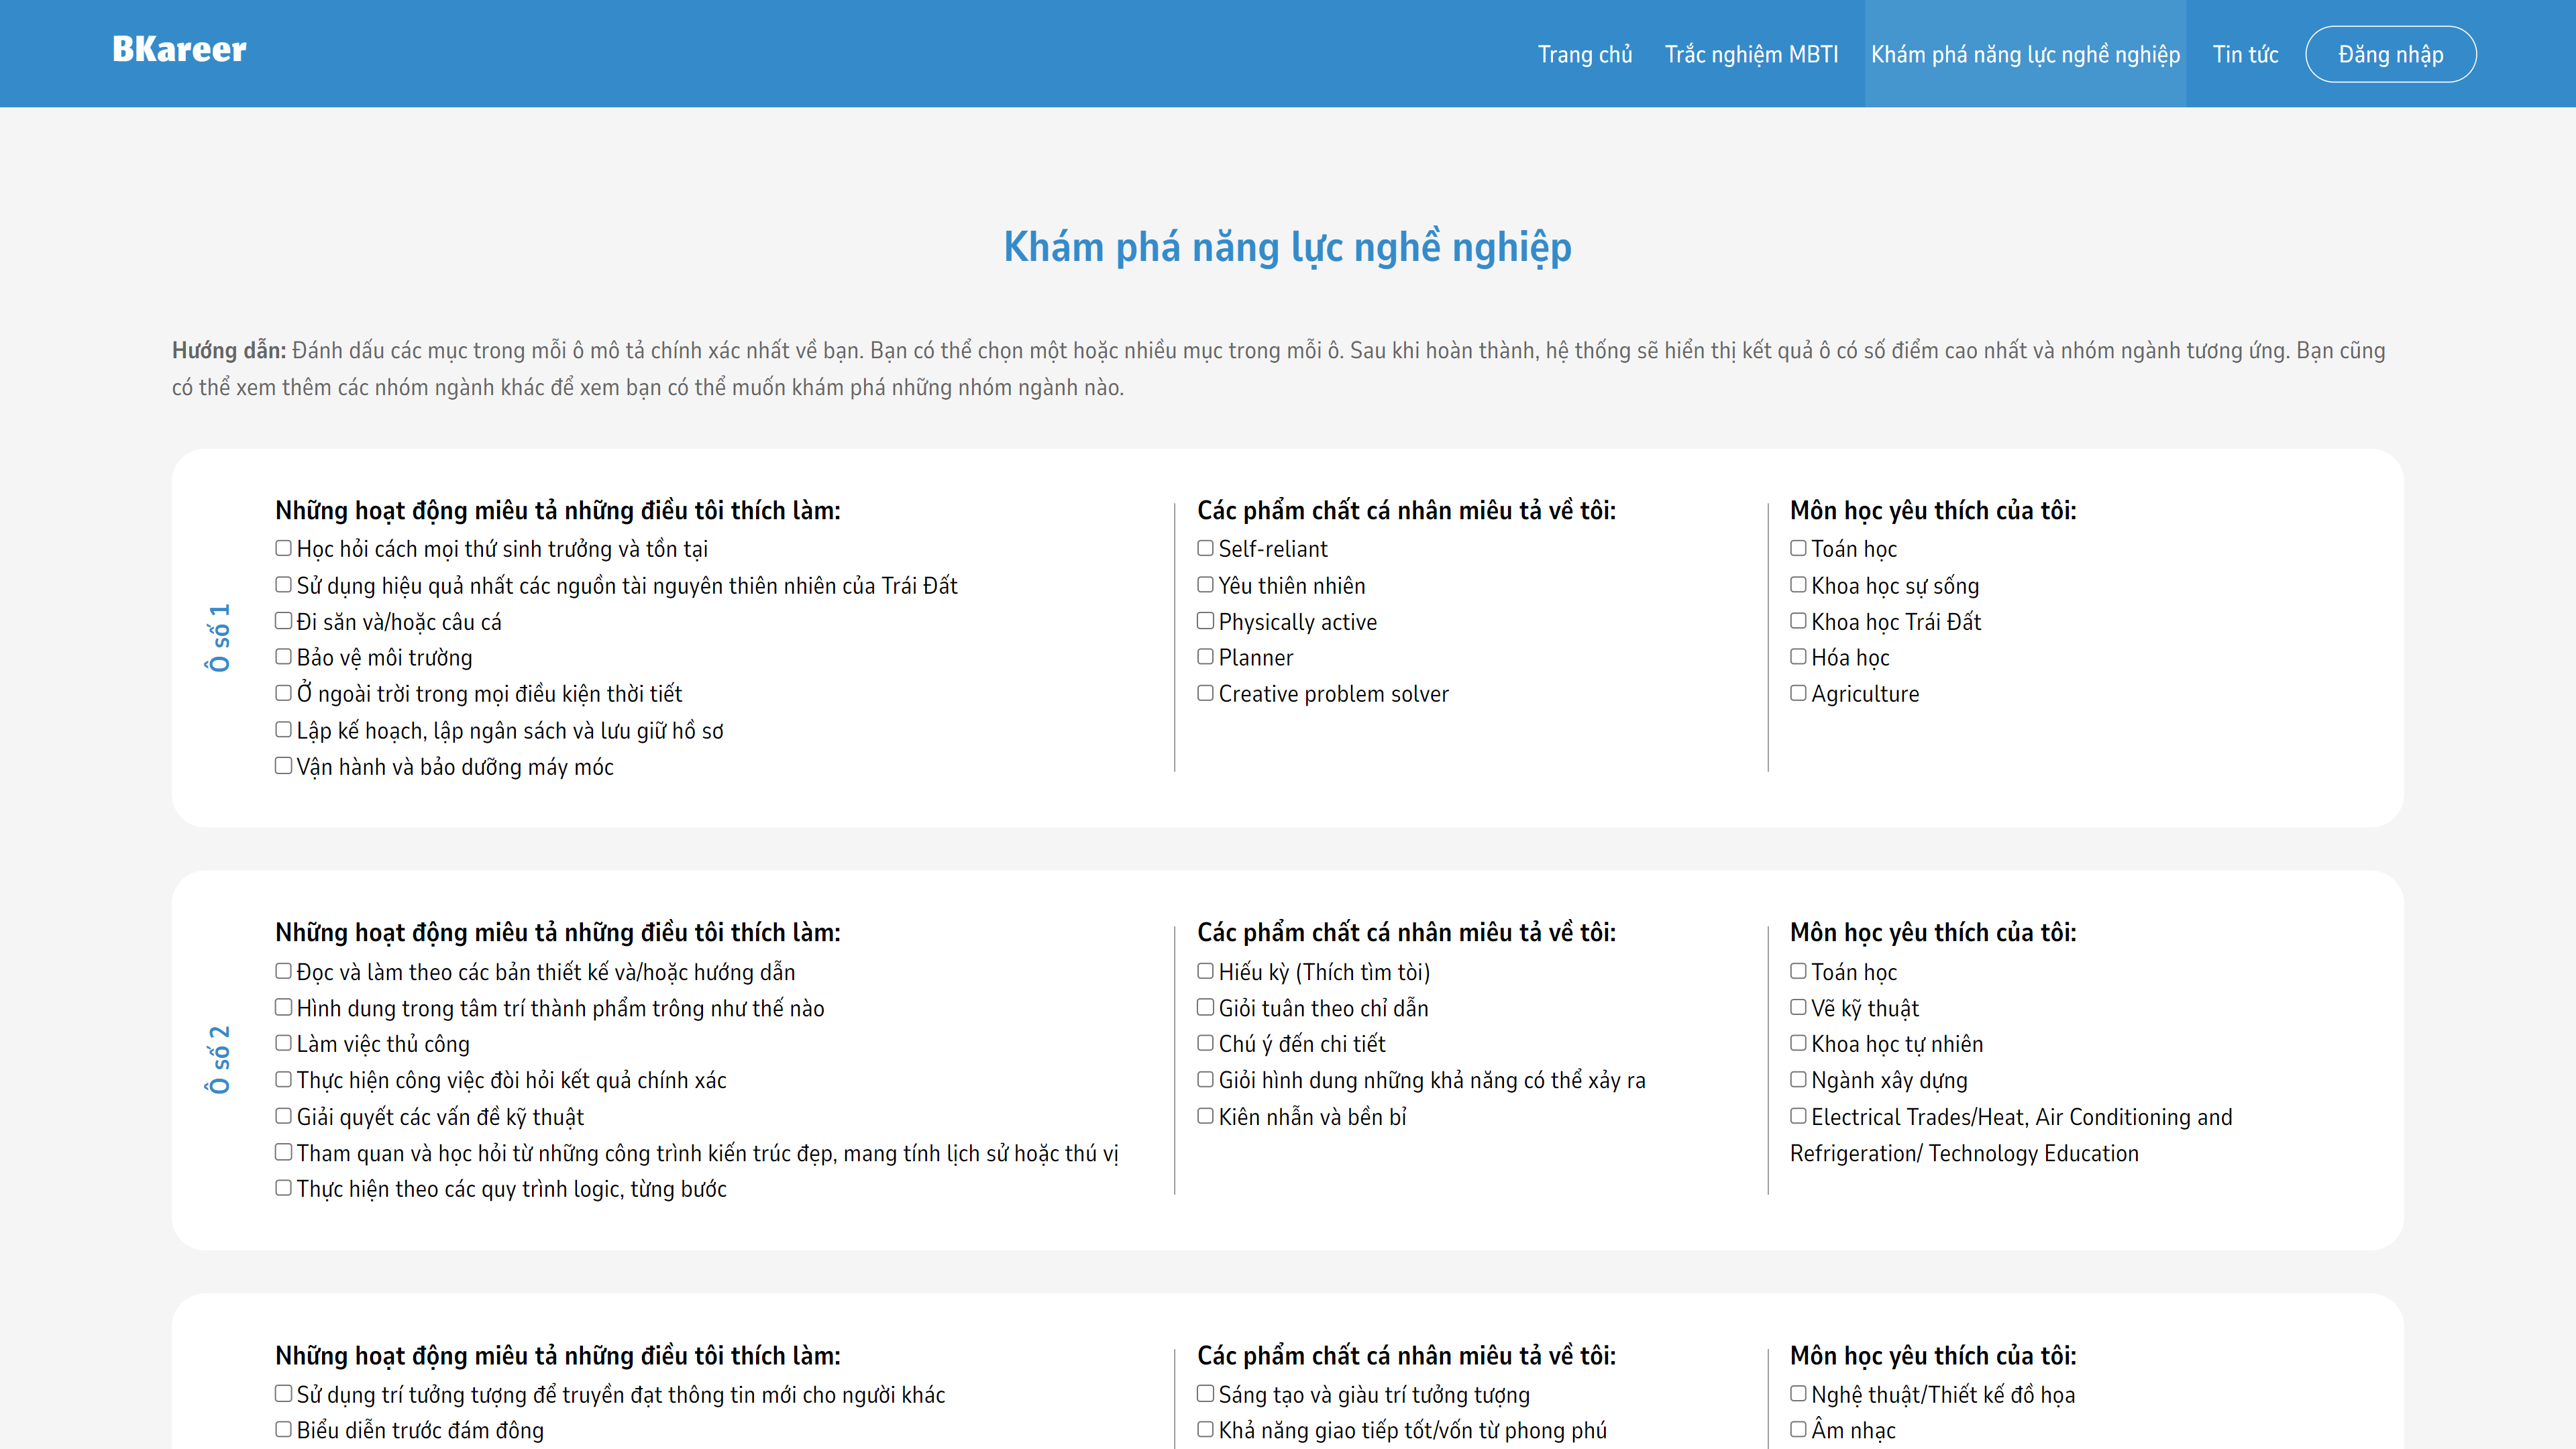 BKareer
Trang chủ
Trắc nghiệm MBTI
Khám phá năng lực nghề nghiệp
Tin tức
Đăng nhập
Khám phá năng lực nghề nghiệp
Hướng dẫn: Đánh dấu các mục trong mỗi ô mô tả chính xác nhất về bạn. Bạn có thể chọn một hoặc nhiều mục trong mỗi ô. Sau khi hoàn thành, hệ thống sẽ hiển thị kết quả ô có số điểm cao nhất và nhóm ngành tương ứng. Bạn cũng
có thể xem thêm các nhóm ngành khác để xem bạn có thể muốn khám phá những nhóm ngành nào.
Ô số 1
Những hoạt động miêu tả những điều tôi thích làm:
Học hỏi cách mọi thứ sinh trưởng và tồn tại
Sử dụng hiệu quả nhất các nguồn tài nguyên thiên nhiên của Trái Đất
Đi săn và/hoặc câu cá
Bảo vệ môi trường
Ở ngoài trời trong mọi điều kiện thời tiết
Lập kế hoạch, lập ngân sách và lưu giữ hồ sơ
Vận hành và bảo dưỡng máy móc
Các phẩm chất cá nhân miêu tả về tôi:
Self-reliant
Yêu thiên nhiên
Physically active
Planner
Creative problem solver
Môn học yêu thích của tôi:
Toán học
Khoa học sự sống
Khoa học Trái Đất
Hóa học
Agriculture
Ô số 2
Những hoạt động miêu tả những điều tôi thích làm:
Đọc và làm theo các bản thiết kế và/hoặc hướng dẫn
Hình dung trong tâm trí thành phẩm trông như thế nào
Làm việc thủ công
Thực hiện công việc đòi hỏi kết quả chính xác
Giải quyết các vấn đề kỹ thuật
Tham quan và học hỏi từ những công trình kiến trúc đẹp, mang tính lịch sử hoặc thú vị
Thực hiện theo các quy trình logic, từng bước
Các phẩm chất cá nhân miêu tả về tôi:
Hiếu kỳ (Thích tìm tòi)
Giỏi tuân theo chỉ dẫn
Chú ý đến chi tiết
Giỏi hình dung những khả năng có thể xảy ra
Kiên nhẫn và bền bỉ
Môn học yêu thích của tôi:
Toán học
Vẽ kỹ thuật
Khoa học tự nhiên
Ngành xây dựng
Electrical Trades/Heat, Air Conditioning and
Refrigeration/ Technology Education
Những hoạt động miêu tả những điều tôi thích làm:
Sử dụng trí tưởng tượng để truyền đạt thông tin mới cho người khác
Biểu diễn trước đám đông
Các phẩm chất cá nhân miêu tả về tôi:
Sáng tạo và giàu trí tưởng tượng
Khả năng giao tiếp tốt/vốn từ phong phú
Môn học yêu thích của tôi:
Nghệ thuật/Thiết kế đồ họa
Âm nhạc